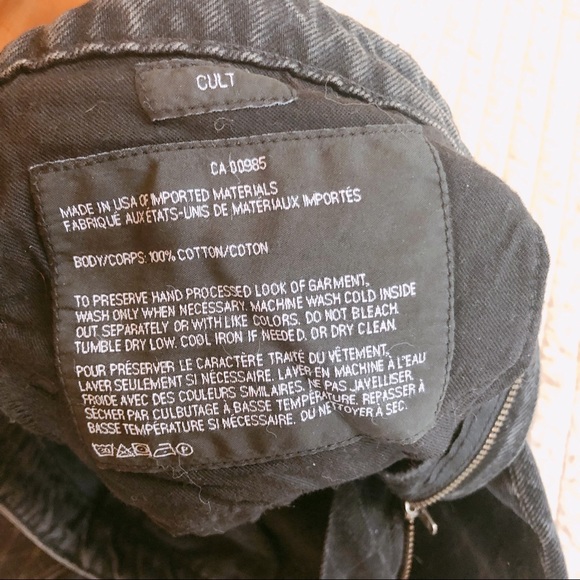 CULT
CA 00985
MADE IN USA OF IMPORTED MATERIALS
FABRIQUÉ AUX ÉTATS-UNIS DE MATÉRIAUX IMPORTÉS
BODY/CORPS: 100% COTTON/COTON
TO PRESERVE HAND PROCESSED LOOK OF GARMENT,
WASH ONLY WHEN NECESSARY. MACHINE WASH COLD INSIDE
OUT. SEPARATELY OR WITH LIKE COLORS. DO NOT BLEACH.
TUMBLE DRY LOW. COOL IRON IF NEEDED. OR DRY CLEAN.
POUR PRÉSERVER LE CARACTÈRE TRAITÉ DU VÊTEMENT,
LAVER SEULEMENT SI NÉCESSAIRE. LAVER EN MACHINE À L'EAU
FROIDE AVEC DES COULEURS SIMILAIRES. NE PAS JAVELLISER
SÉCHER PAR CULBUTAGE À BASSE TEMPÉRATURE. REPASSER À
BASSE TEMPÉRATURE SI NÉCESSAIRE. OU NETTOYER À SEC.